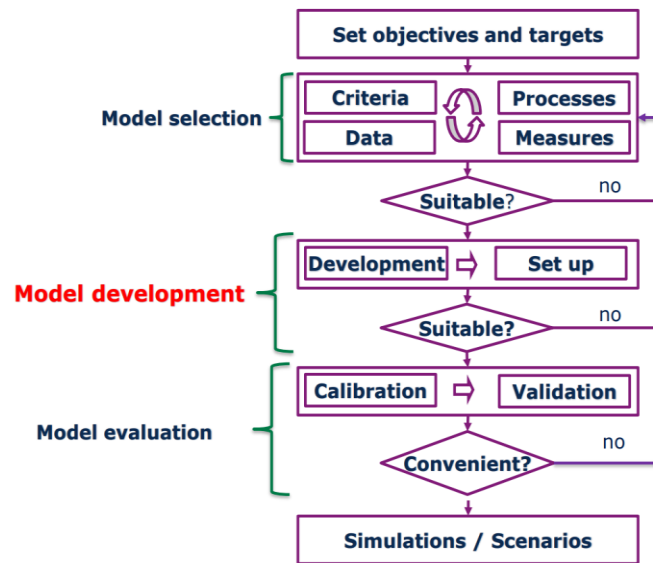 Set objectives and targets
Model selection
Criteria
Processes
Data
Measures
Suitable?
no
Model development
Development
Set up
Suitable?
no
Model evaluation
Calibration
Validation
Convenient?
no
Simulations / Scenarios